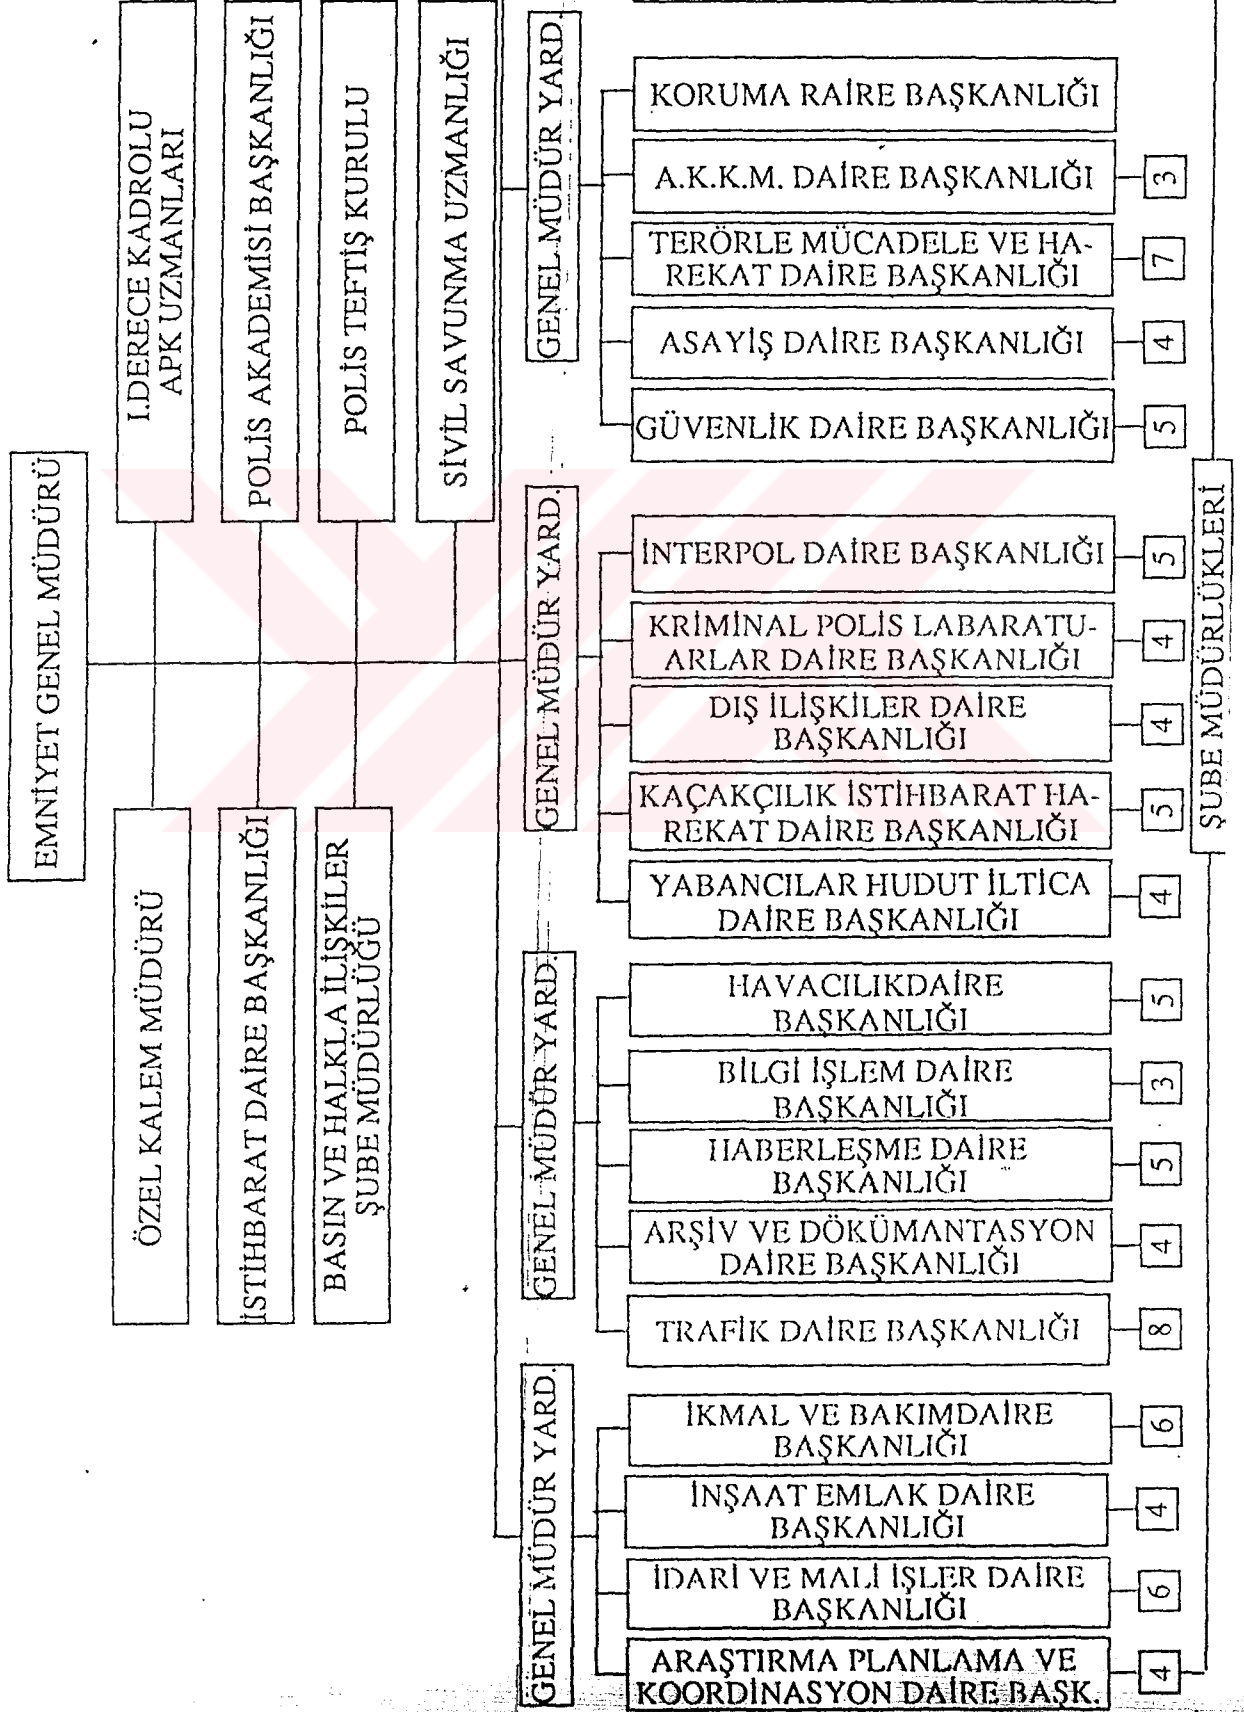 EMNİYET GENEL MÜDÜRÜ
I.DERECE KADROLU
APK UZMANLARI
POLİS AKADEMİSİ BAŞKANLIĞI
POLİS TEFTİŞ KURULU
SİVİL SAVUNMA UZMANLIĞI
ÖZEL KALEM MÜDÜRÜ
İSTİHBARAT DAİRE BAŞKANLIĞI
BASIN VE HALKLA İLİŞKİLER
ŞUBE MÜDÜRLÜĞÜ
GENEL MÜDÜR YARD.
KORUMA RAİRE BAŞKANLIĞI
A.K.K.M. DAİRE BAŞKANLIĞI
3
TERÖRLE MÜCADELE VE HA-
REKAT DAİRE BAŞKANLIĞI
7
ASAYİŞ DAİRE BAŞKANLIĞI
4
GÜVENLİK DAİRE BAŞKANLIĞI
5
GENEL MÜDÜR YARD.
İNTERPOL DAİRE BAŞKANLIĞI
5
KRİMİNAL POLİS LABARATU-
ARLAR DAİRE BAŞKANLIĞI
4
DIŞ İLİŞKİLER DAİRE
BAŞKANLIĞI
4
KAÇAKÇILIK İSTİHBARAT HA-
REKAT DAİRE BAŞKANLIĞI
5
YABANCILAR HUDUT İLTİCA
DAİRE BAŞKANLIĞI
4
GENEL MÜDÜR YARD.
HAVACILIKDAİRE
BAŞKANLIĞI
5
BİLGİ İŞLEM DAİRE
BAŞKANLIĞI
3
HABERLEŞME DAİRE
BAŞKANLIĞI
5
ARŞİV VE DÖKÜMANTASYON
DAİRE BAŞKANLIĞI
4
TRAFİK DAİRE BAŞKANLIĞI
8
GENEL MÜDÜR YARD.
İKMAL VE BAKIMDAİRE
BAŞKANLIĞI
6
İNŞAAT EMLAK DAİRE
BAŞKANLIĞI
4
İDARİ VE MALİ İŞLER DAİRE
BAŞKANLIĞI
6
ARAŞTIRMA PLANLAMA VE
KOORDİNASYON DAİRE BAŞK.
4
ŞUBE MÜDÜRLÜKLERİ